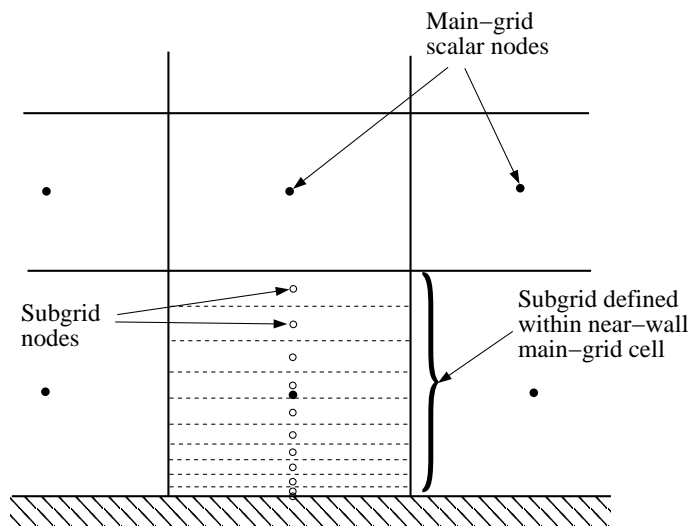 Main−grid
scalar nodes
Subgrid
nodes
Subgrid defined
within near−wall
main−grid cell